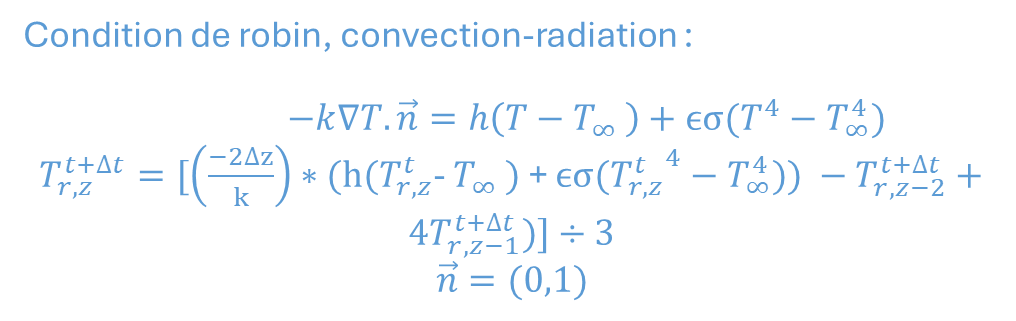 Condition de robin, convection-radiation :
−k∇T.n⃗ = h(T − T∞ ) + ϵσ(T⁴ − T∞⁴)
T_{r,z}^{t+Δt} = [(\frac{−2Δz}{k}) ∗ (h(T_{r,z}^{t}- T∞ ) + ϵσ(T_{r,z}^{t}⁴ − T∞⁴)) − T_{r,z−2}^{t+Δt} +
4T_{r,z−1}^{t+Δt})] ÷ 3
n⃗ = (0,1)